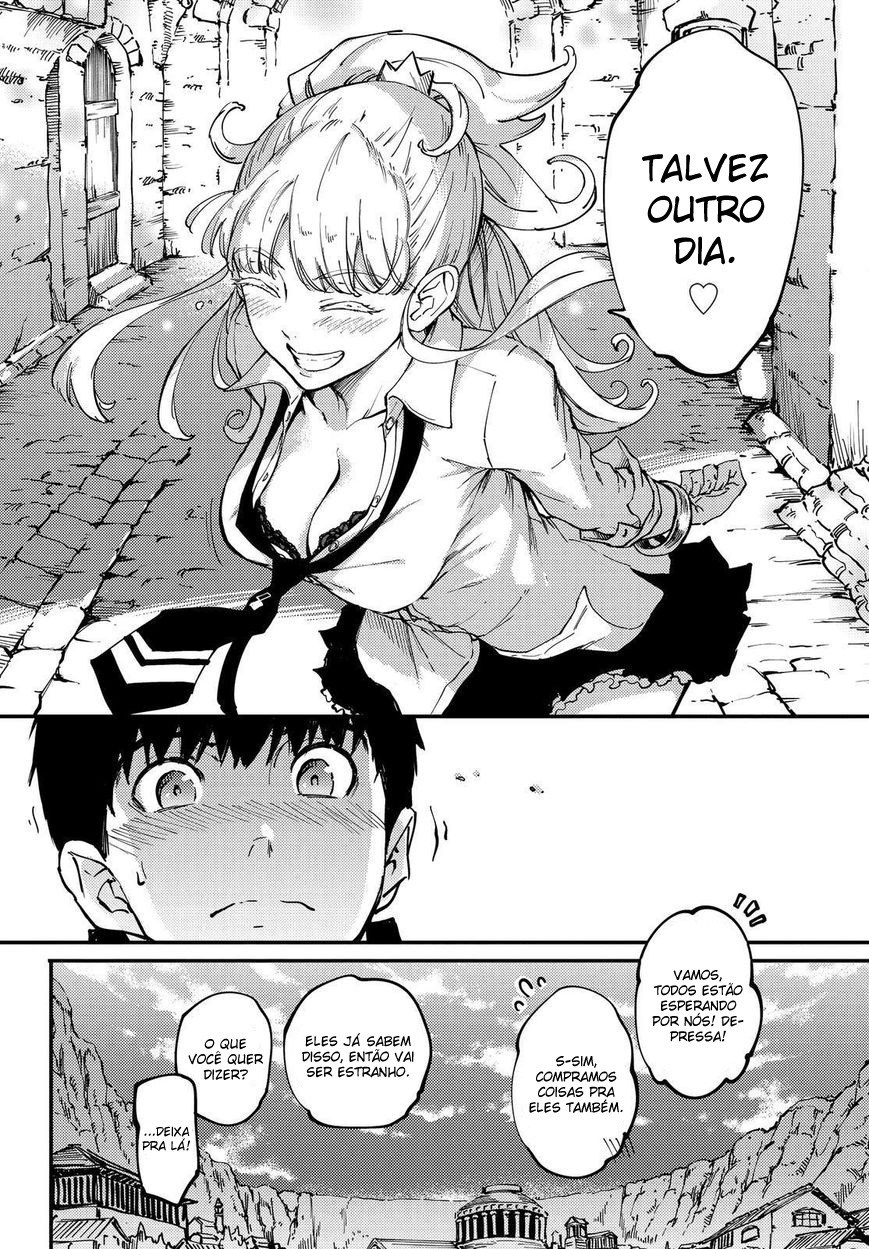 TALVEZ
OUTRO
DIA.
♡
VAMOS,
TODOS ESTÃO
ESPERANDO
POR NÓS! DE-
PRESSA!
S-SIM,
COMPRAMOS
COISAS PRA
ELES TAMBÉM.
ELES JÁ SABEM
DISSO, ENTÃO VAI
SER ESTRANHO.
O QUE
VOCÊ QUER
DIZER?
...DEIXA
PRA LÁ!